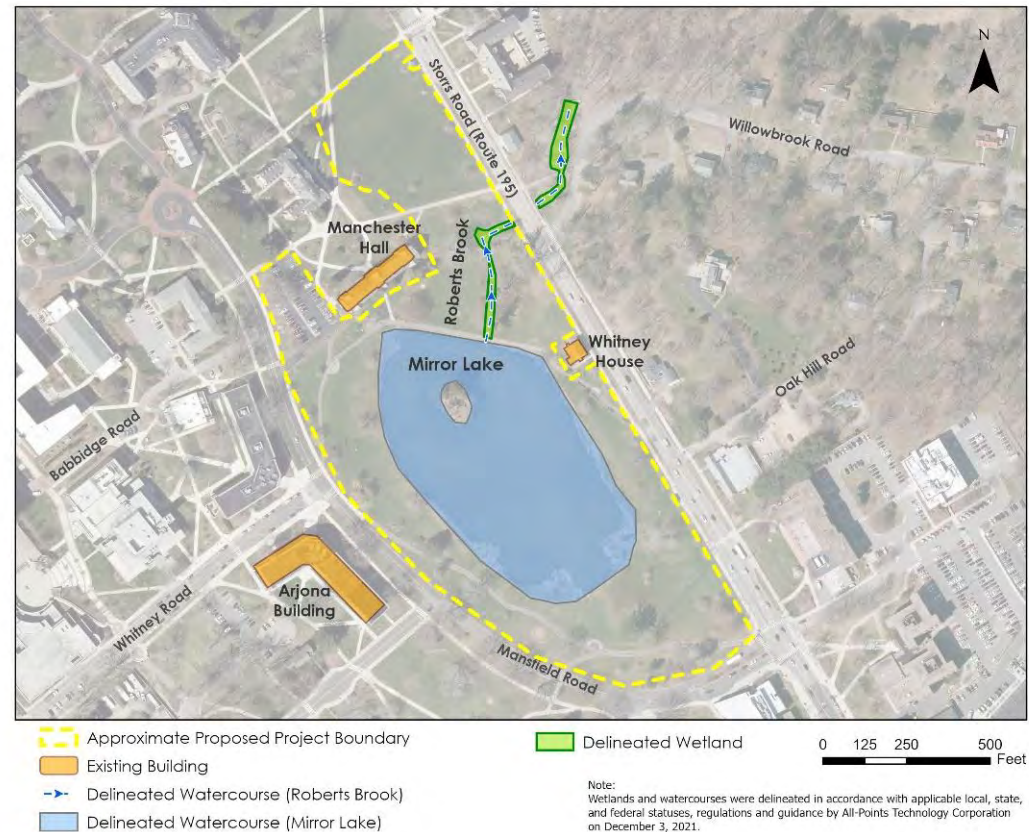 N
Storrs Road (Route 195)
Willowbrook Road
Manchester
Hall
Roberts Brook
Whitney
House
Mirror Lake
Oak Hill Road
Babbidge Road
Arjona
Building
Whitney Road
Mansfield Road
Approximate Proposed Project Boundary
Existing Building
Delineated Watercourse (Roberts Brook)
Delineated Watercourse (Mirror Lake)
Delineated Wetland
0 125 250 500
Feet
Note:
Wetlands and watercourses were delineated in accordance with applicable local, state,
and federal statuses, regulations and guidance by All-Points Technology Corporation
on December 3, 2021.